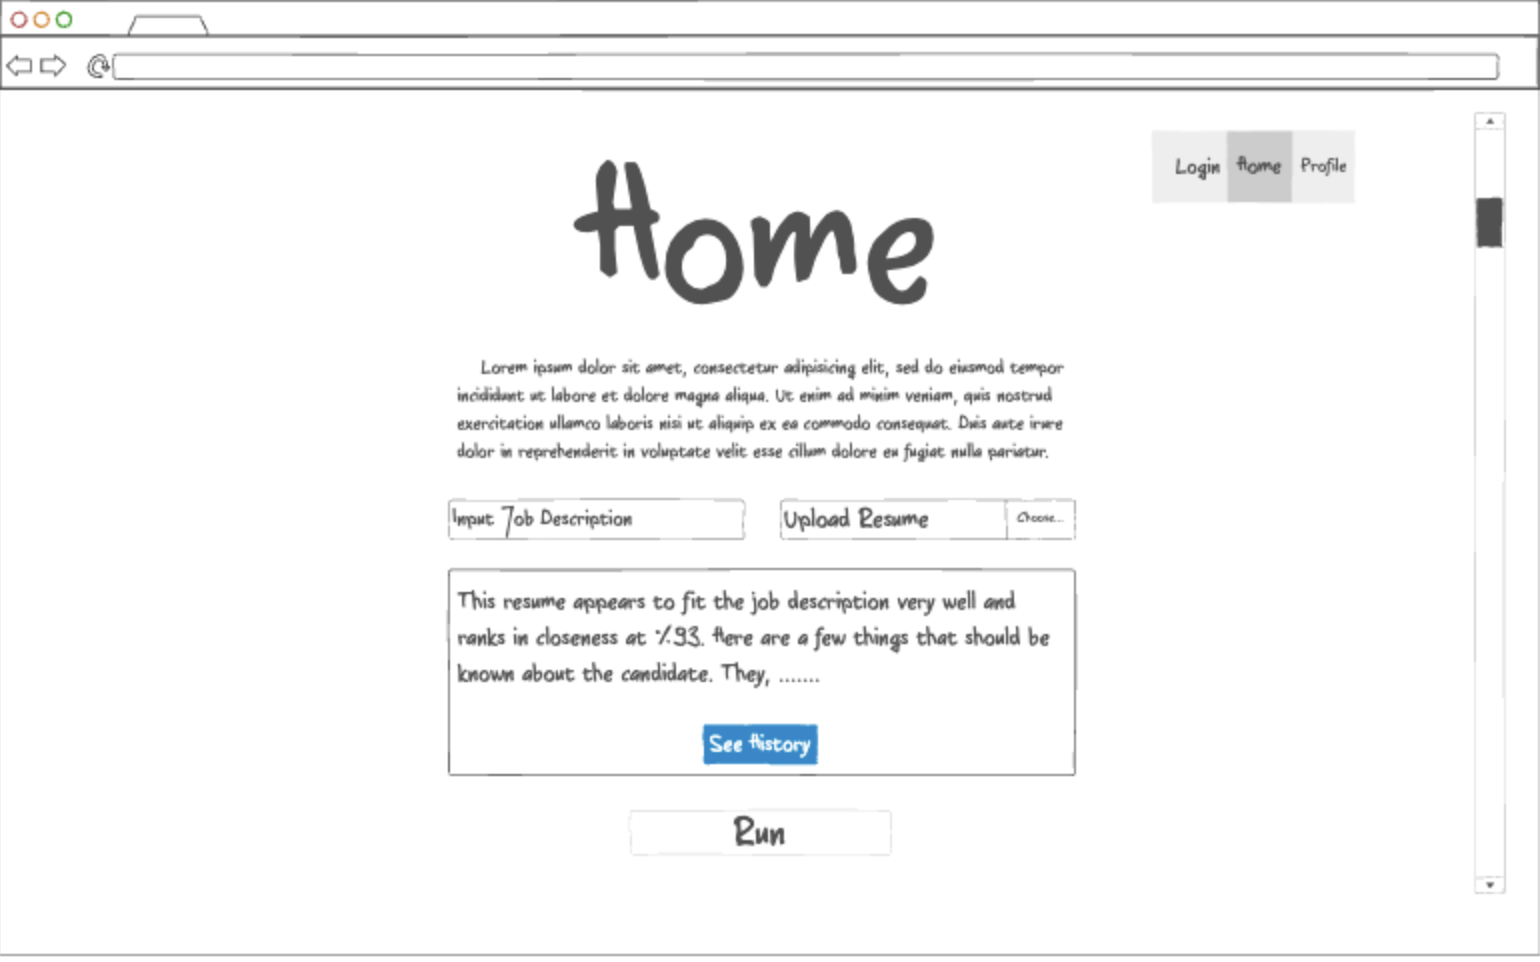 Login Home Profile
Home
Lorem ipsum dolor sit amet, consectetur adipisicing elit, sed do eiusmod tempor
incididunt ut labore et dolore magna aliqua. Ut enim ad minim veniam, quis nostrud
exercitation ullamco laboris nisi ut aliquip ex ea commodo consequat. Duis aute irure
dolor in reprehenderit in voluptate velit esse cillum dolore eu fugiat nulla pariatur.
Input Job Description
Upload Resume Choose...
This resume appears to fit the job description very well and
ranks in closeness at %93. Here are a few things that should be
known about the candidate. They, .......
See History
Run